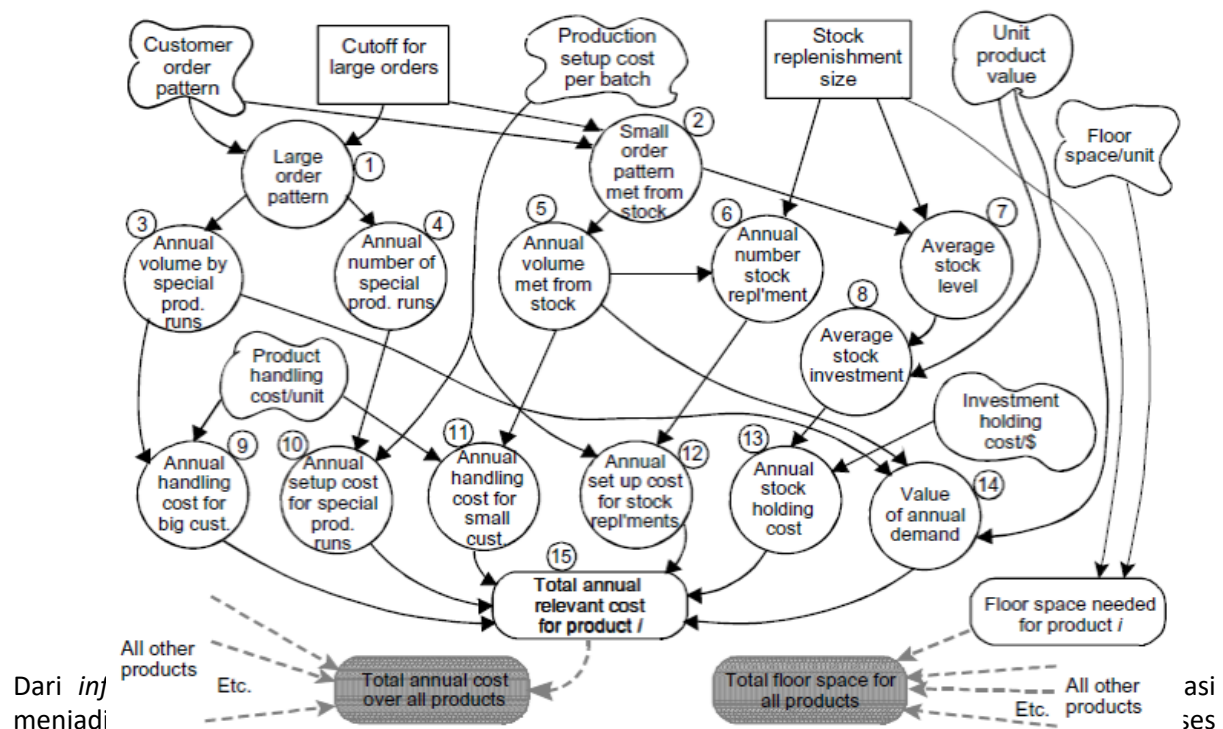 Customer
order
pattern
Cutoff for
large orders
Production
setup cost
per batch
Stock
replenishment
size
Unit
product
value
Floor
space/unit
Large
order
pattern
1
Small
order
pattern
met from
stock
2
3
Annual
volume by
special
prod.
runs
4
Annual
number of
special
prod. runs
5
Annual
volume
met from
stock
6
Annual
number
stock
repl'ment
7
Average
stock
level
8
Average
stock
investment
Product
handling
cost/unit
Investment
holding
cost/$
9
Annual
handling
cost for
big cust.
10
Annual
setup cost
for special
prod.
runs
11
Annual
handling
cost for
small
cust.
12
Annual
set up cost
for stock
repl'ments
13
Annual
stock
holding
cost
14
Value
of annual
demand
15
Total annual
relevant cost
for product i
Floor space needed
for product i
All other
products
Etc.
Total annual cost
over all products
Total floor space for
all products
All other
products
Etc.
Dari inf
asi
meniadi
ses